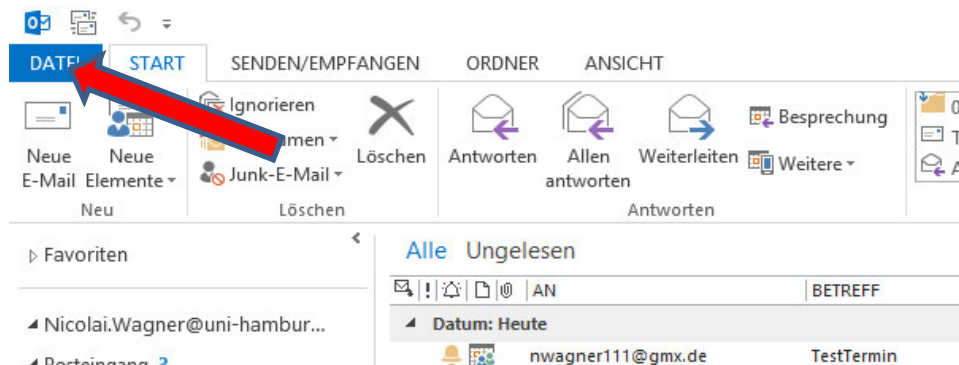 DATEI START SENDEN/EMPFANGEN ORDNER ANSICHT
Ignorieren
Besprechung
Neue Neue Löschen Antworten Allen Weiterleiten Weitere
E-Mail Elemente Junk-E-Mail antworten
Neu Löschen Antworten
Favoriten Alle Ungelesen
AN BETREFF
Nicolai.Wagner@uni-hambur... Datum: Heute
Posteingang 3 nwagner111@gmx.de TestTermin